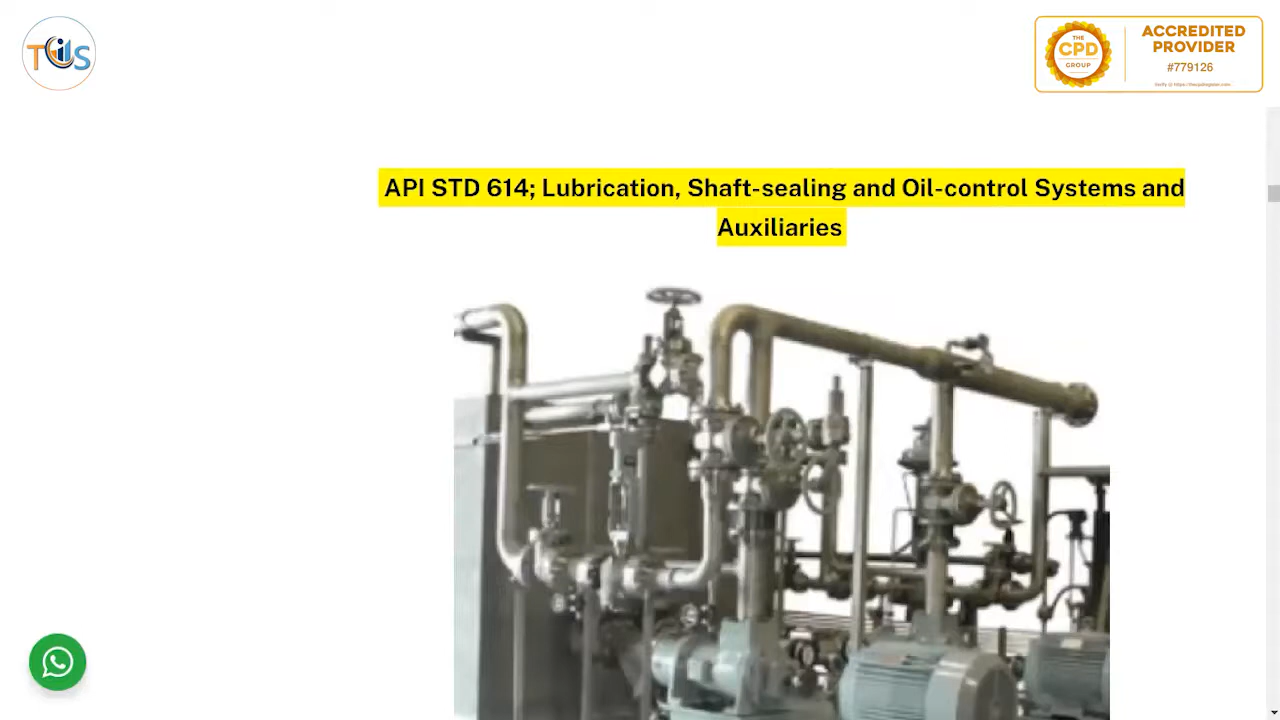 TIS
THE
CPD
GROUP
ACCREDITED
PROVIDER
#779126
API STD 614; Lubrication, Shaft-sealing and Oil-control Systems and
Auxiliaries